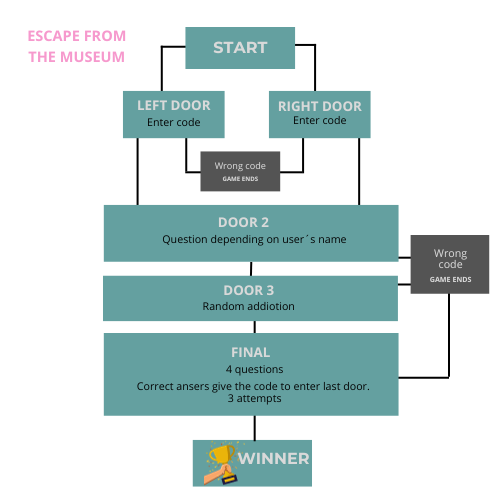 ESCAPE FROM
THE MUSEUM
START
LEFT DOOR
Enter code
RIGHT DOOR
Enter code
Wrong code
GAME ENDS
DOOR 2
Question depending on user´s name
Wrong
code
GAME ENDS
DOOR 3
Random addiotion
FINAL
4 questions
Correct ansers give the code to enter last door.
3 attempts
WINNER